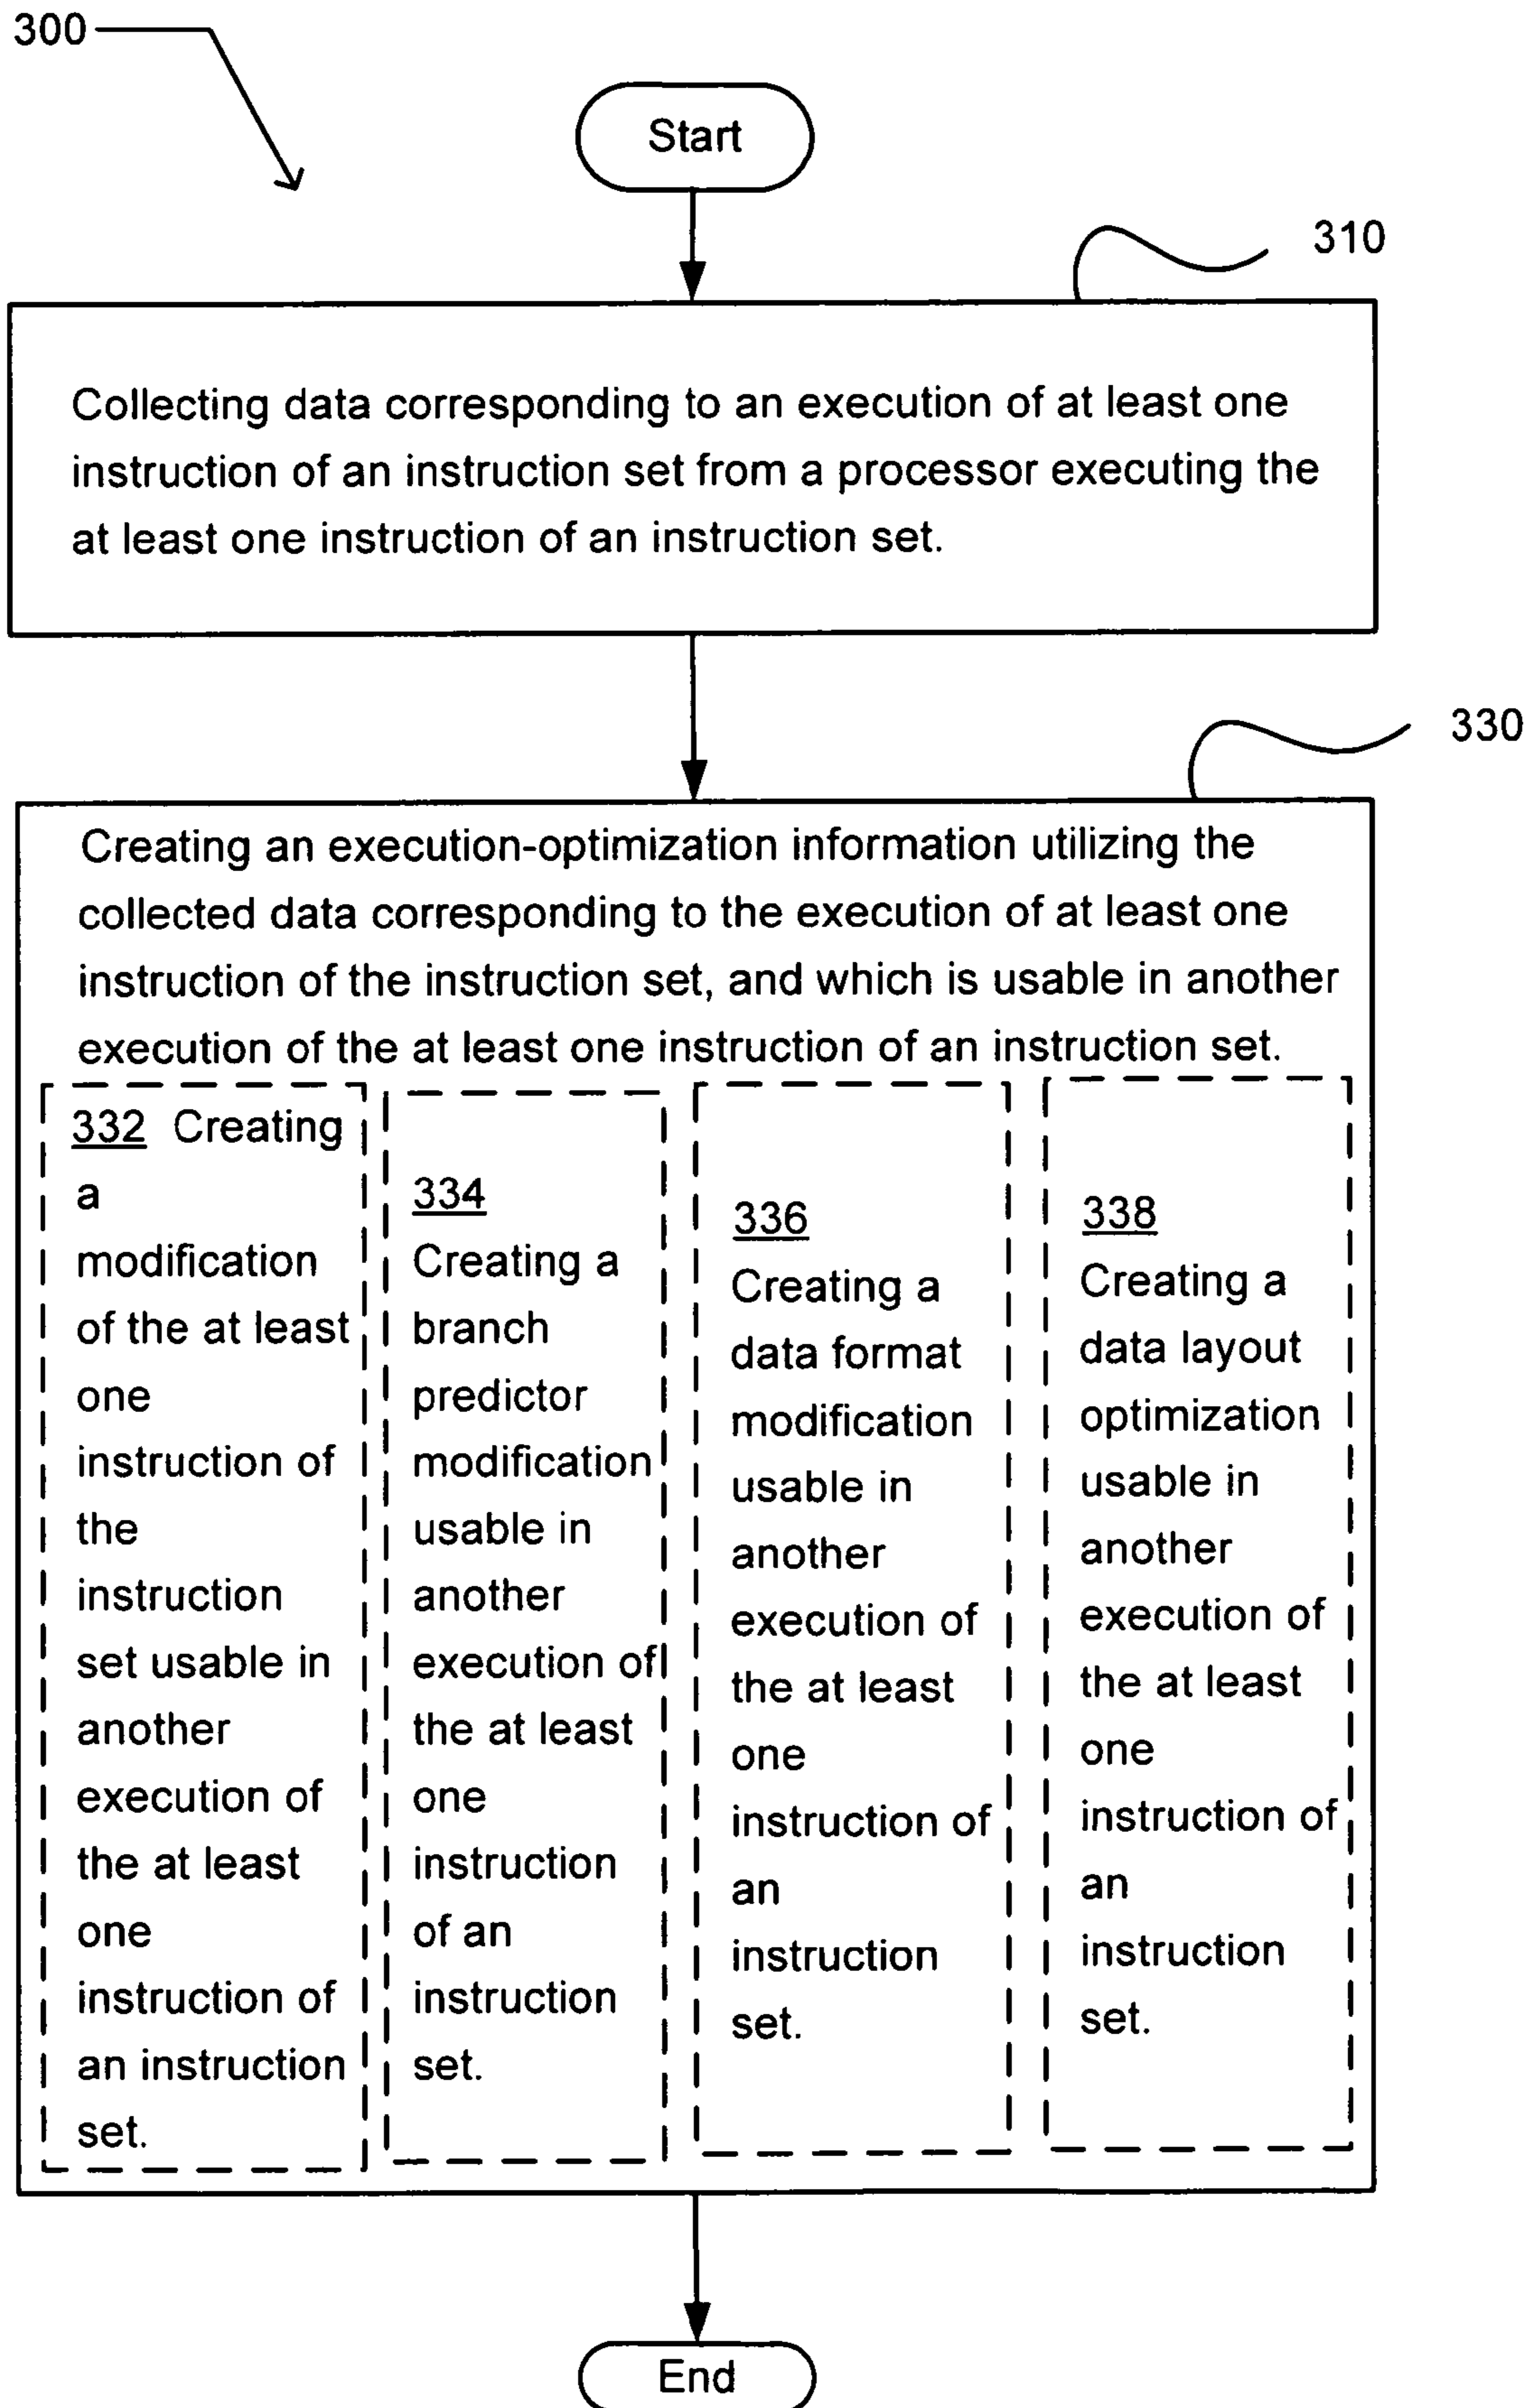 300
Start
310
Collecting data corresponding to an execution of at least one
instruction of an instruction set from a processor executing the
at least one instruction of an instruction set.
330
Creating an execution-optimization information utilizing the
collected data corresponding to the execution of at least one
instruction of the instruction set, and which is usable in another
execution of the at least one instruction of an instruction set.
332 Creating
a
modification
of the at least
one
instruction of
the
instruction
set usable in
another
execution of
the at least
one
instruction of
an instruction
set.
334
Creating a
branch
predictor
modification
usable in
another
execution of
the at least
one
instruction
of an
instruction
set.
336
Creating a
data format
modification
usable in
another
execution of
the at least
one
instruction of
an
instruction
set.
338
Creating a
data layout
optimization
usable in
another
execution of
the at least
one
instruction of
an
instruction
set.
End